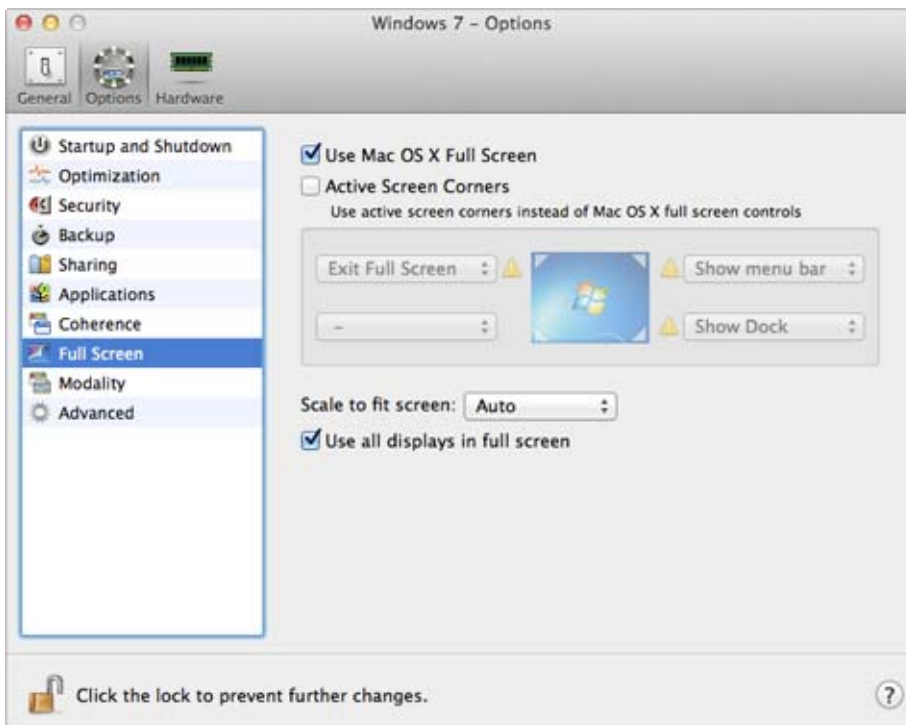 Windows 7 – Options
General Options Hardware
Startup and Shutdown
Optimization
Security
Backup
Sharing
Applications
Coherence
Full Screen
Modality
Advanced
Use Mac OS X Full Screen
Active Screen Corners
Use active screen corners instead of Mac OS X full screen controls
Exit Full Screen
Show menu bar
–
Show Dock
Scale to fit screen: Auto
Use all displays in full screen
Click the lock to prevent further changes.
?